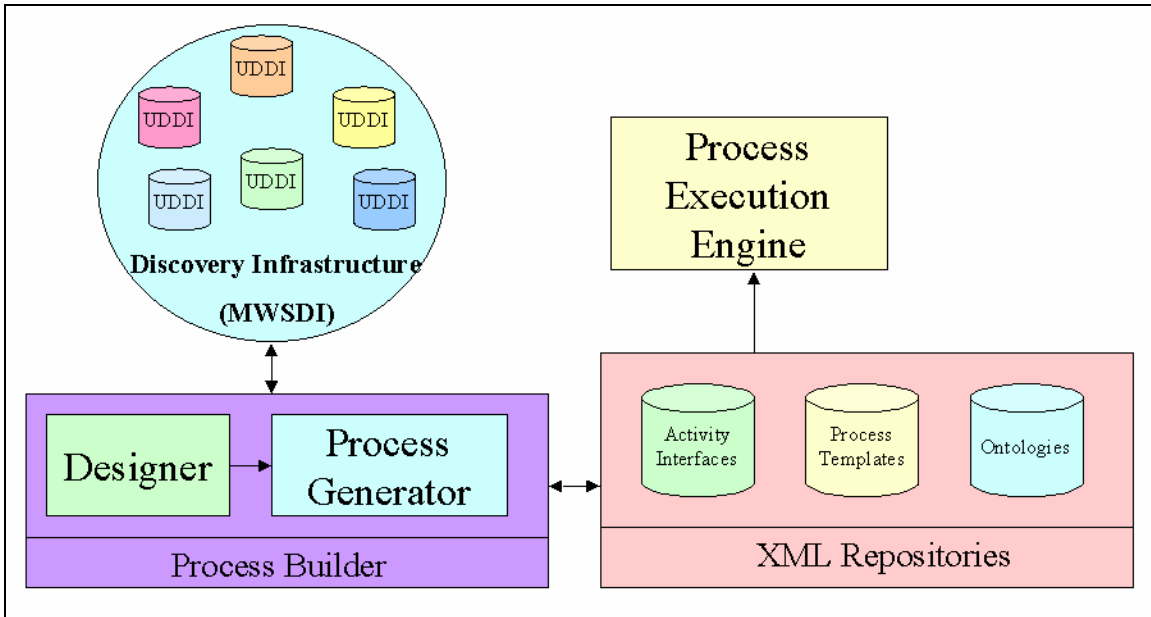 UDDI
UDDI
UDDI
UDDI
UDDI
UDDI
Discovery Infrastructure
(MWSDI)
Process
Execution
Engine
Designer
Process
Generator
Process Builder
Activity
Interfaces
Process
Templates
Ontologies
XML Repositories